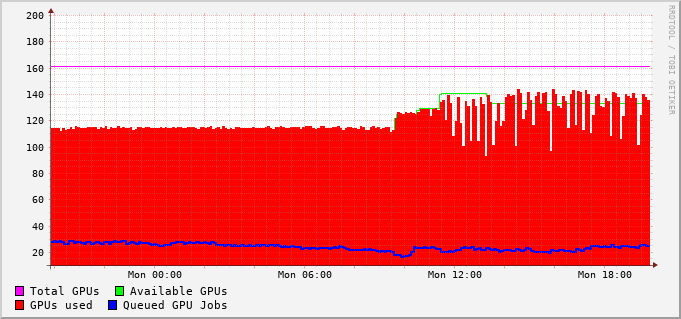 200
180
160
140
120
100
80
60
40
20
Mon 00:00 Mon 06:00 Mon 12:00 Mon 18:00
Total GPUs Available GPUs
GPUs used Queued GPU Jobs
RRDTOOL / TOBI OETIKER